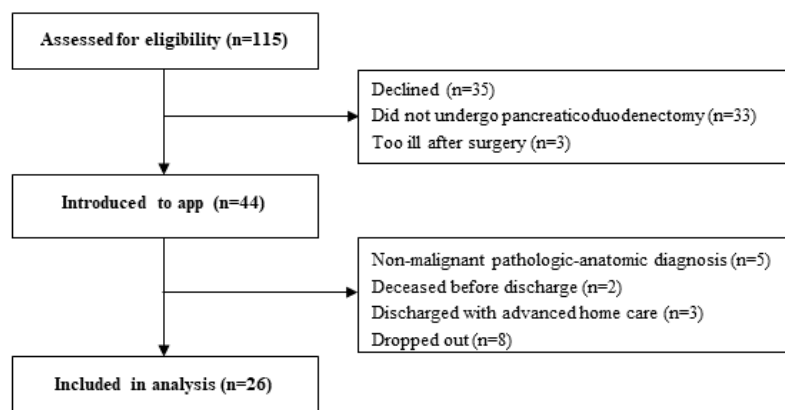 Assessed for eligibility (n=115)
Declined (n=35)
Did not undergo pancreaticoduodenectomy (n=33)
Too ill after surgery (n=3)
Introduced to app (n=44)
Non-malignant pathologic-anatomic diagnosis (n=5)
Deceased before discharge (n=2)
Discharged with advanced home care (n=3)
Dropped out (n=8)
Included in analysis (n=26)